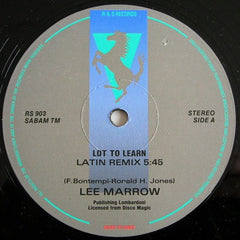 R & S RECORDS
RS 903
SABAM TM
STEREO
SIDE A
LOT TO LEARN
LATIN REMIX 5:45
(F.Bontempi-Ronald H. Jones)
LEE MARROW
Publishing Lombardoni
Licensed from Disco Magic